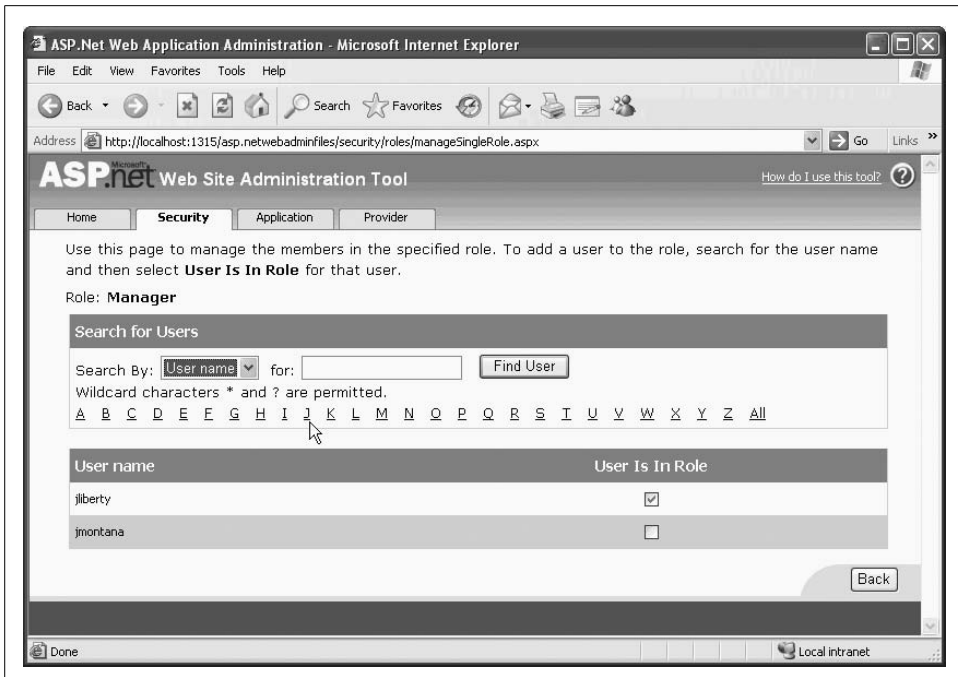 ASP.Net Web Application Administration - Microsoft Internet Explorer
File Edit View Favorites Tools Help
Back Search Favorites
Address http://localhost:1315/asp.netwebadminfiles/security/roles/manageSingleRole.aspx Go Links »
Microsoft
ASP.net Web Site Administration Tool How do I use this tool? ?
Home Security Application Provider
Use this page to manage the members in the specified role. To add a user to the role, search for the user name
and then select User Is In Role for that user.
Role: Manager
Search for Users
Search By: User name for: Find User
Wildcard characters * and ? are permitted.
A B C D E F G H I J K L M N O P Q R S T U V W X Y Z All
User name User Is In Role
jliberty
jmontana
Back
Done Local intranet